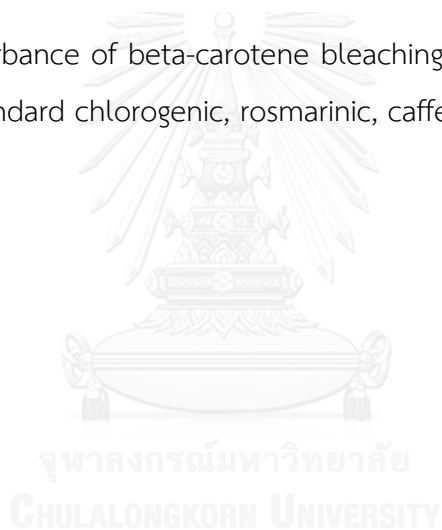 rbance of beta-carotene bleaching
ndard chlorogenic, rosmarinic, caffe
จุฬาลงกรณ์มหาวิทยาลัย
CHULALONGKORN UNIVERSITY